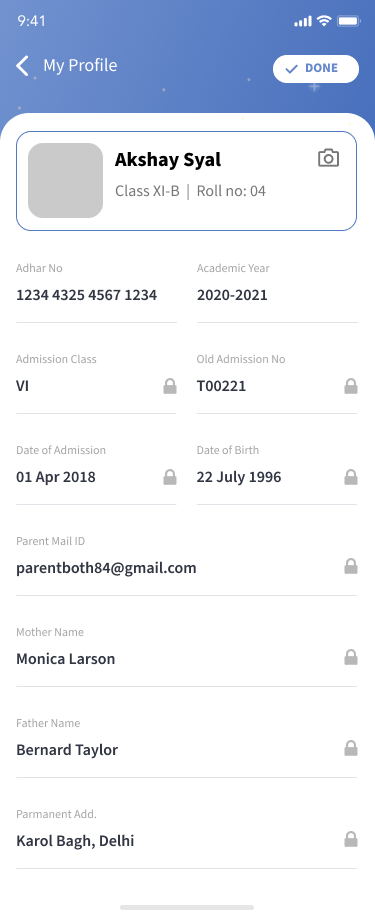 9:41
My Profile
DONE
Akshay Syal
Class XI-B | Roll no: 04
Adhar No
Academic Year
1234 4325 4567 1234
2020-2021
Admission Class
Old Admission No
VI
T00221
Date of Admission
Date of Birth
01 Apr 2018
22 July 1996
Parent Mail ID
parentboth84@gmail.com
Mother Name
Monica Larson
Father Name
Bernard Taylor
Parmanent Add.
Karol Bagh, Delhi